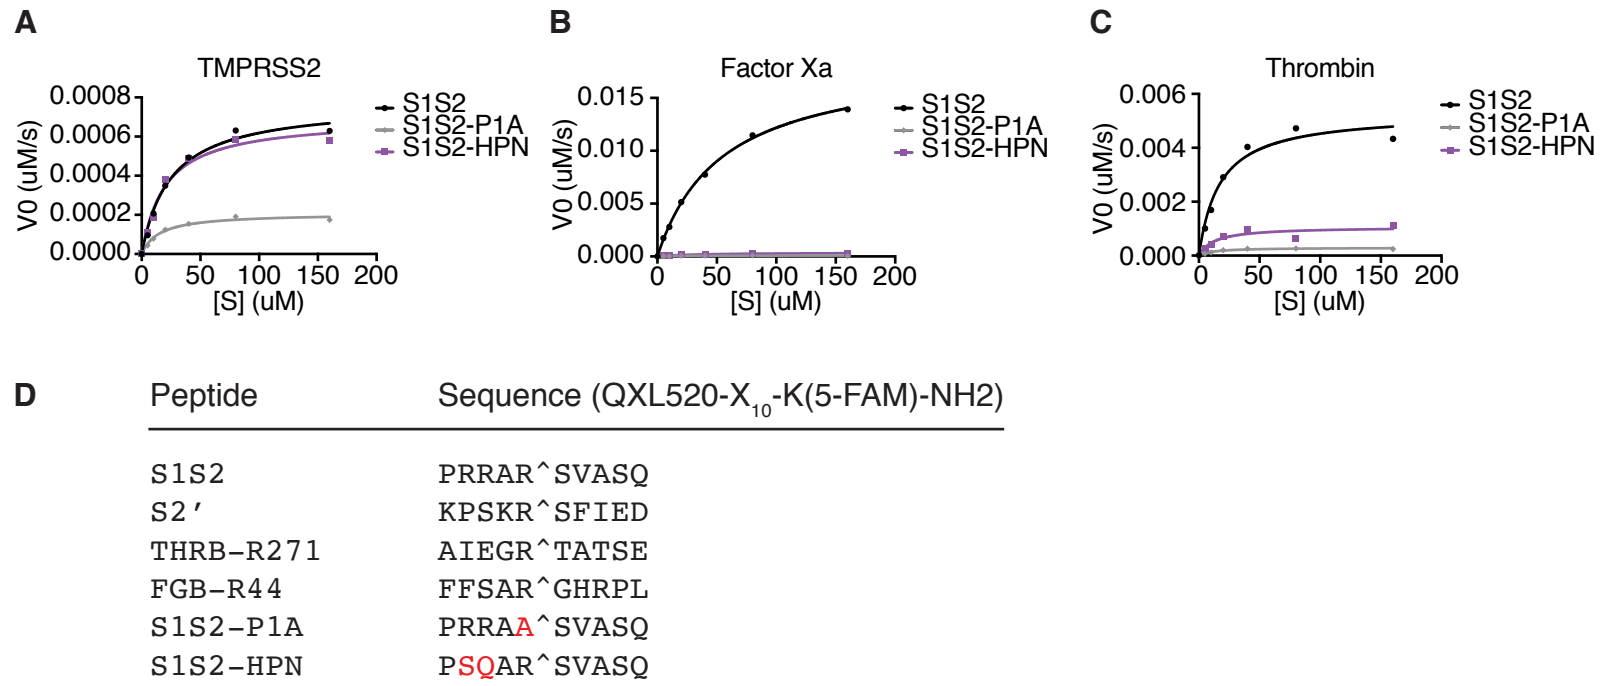 A
TMPRSS2
0.0008
0.0006
0.0004
0.0002
0.0000
0 50 100 150 200
V0 (uM/s)
[S] (uM)
S1S2
S1S2-P1A
S1S2-HPN
B
Factor Xa
0.015
0.010
0.005
0.000
0 50 100 150 200
V0 (uM/s)
[S] (uM)
S1S2
S1S2-P1A
S1S2-HPN
C
Thrombin
0.006
0.004
0.002
0.000
0 50 100 150 200
V0 (uM/s)
[S] (uM)
S1S2
S1S2-P1A
S1S2-HPN
D
Peptide Sequence (QXL520-X10-K(5-FAM)-NH2)
S1S2 PRRAR^SVASQ
S2' KPSKR^SFIED
THRB-R271 AIEGR^TATSE
FGB-R44 FFSAR^GHRPL
S1S2-P1A PRRAA^SVASQ
S1S2-HPN PSQAR^SVASQ